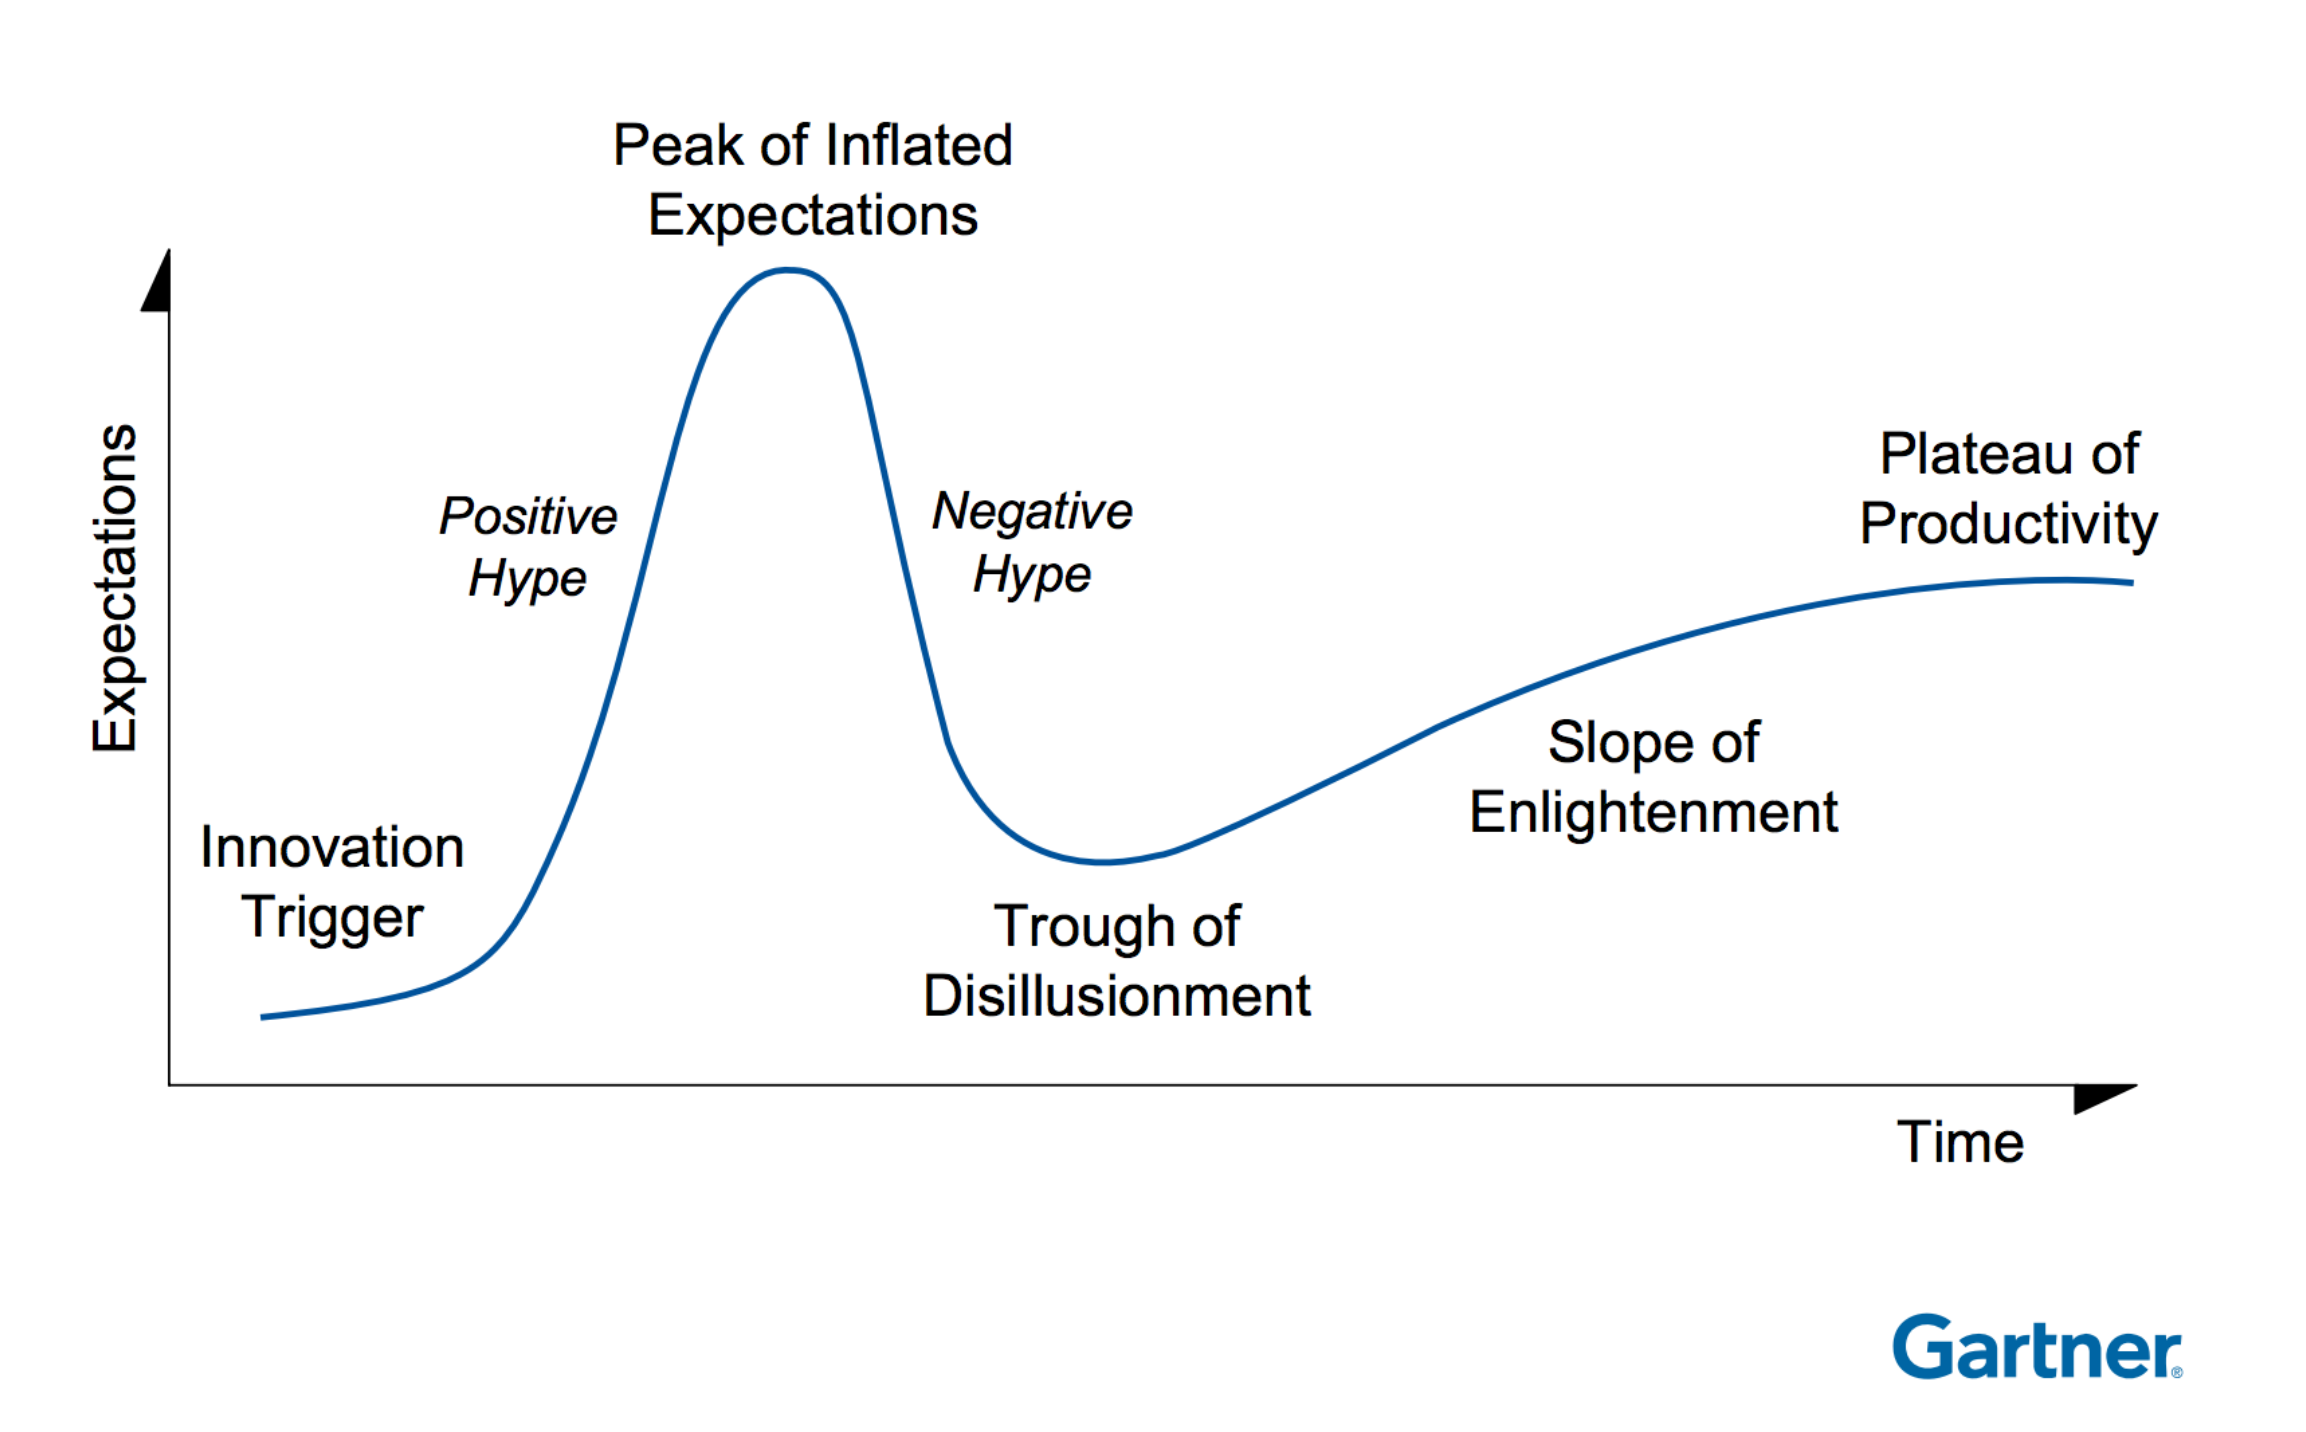 Peak of Inflated
Expectations
Expectations
Positive
Hype
Negative
Hype
Plateau of
Productivity
Innovation
Trigger
Slope of
Enlightenment
Trough of
Disillusionment
Time
Gartner®